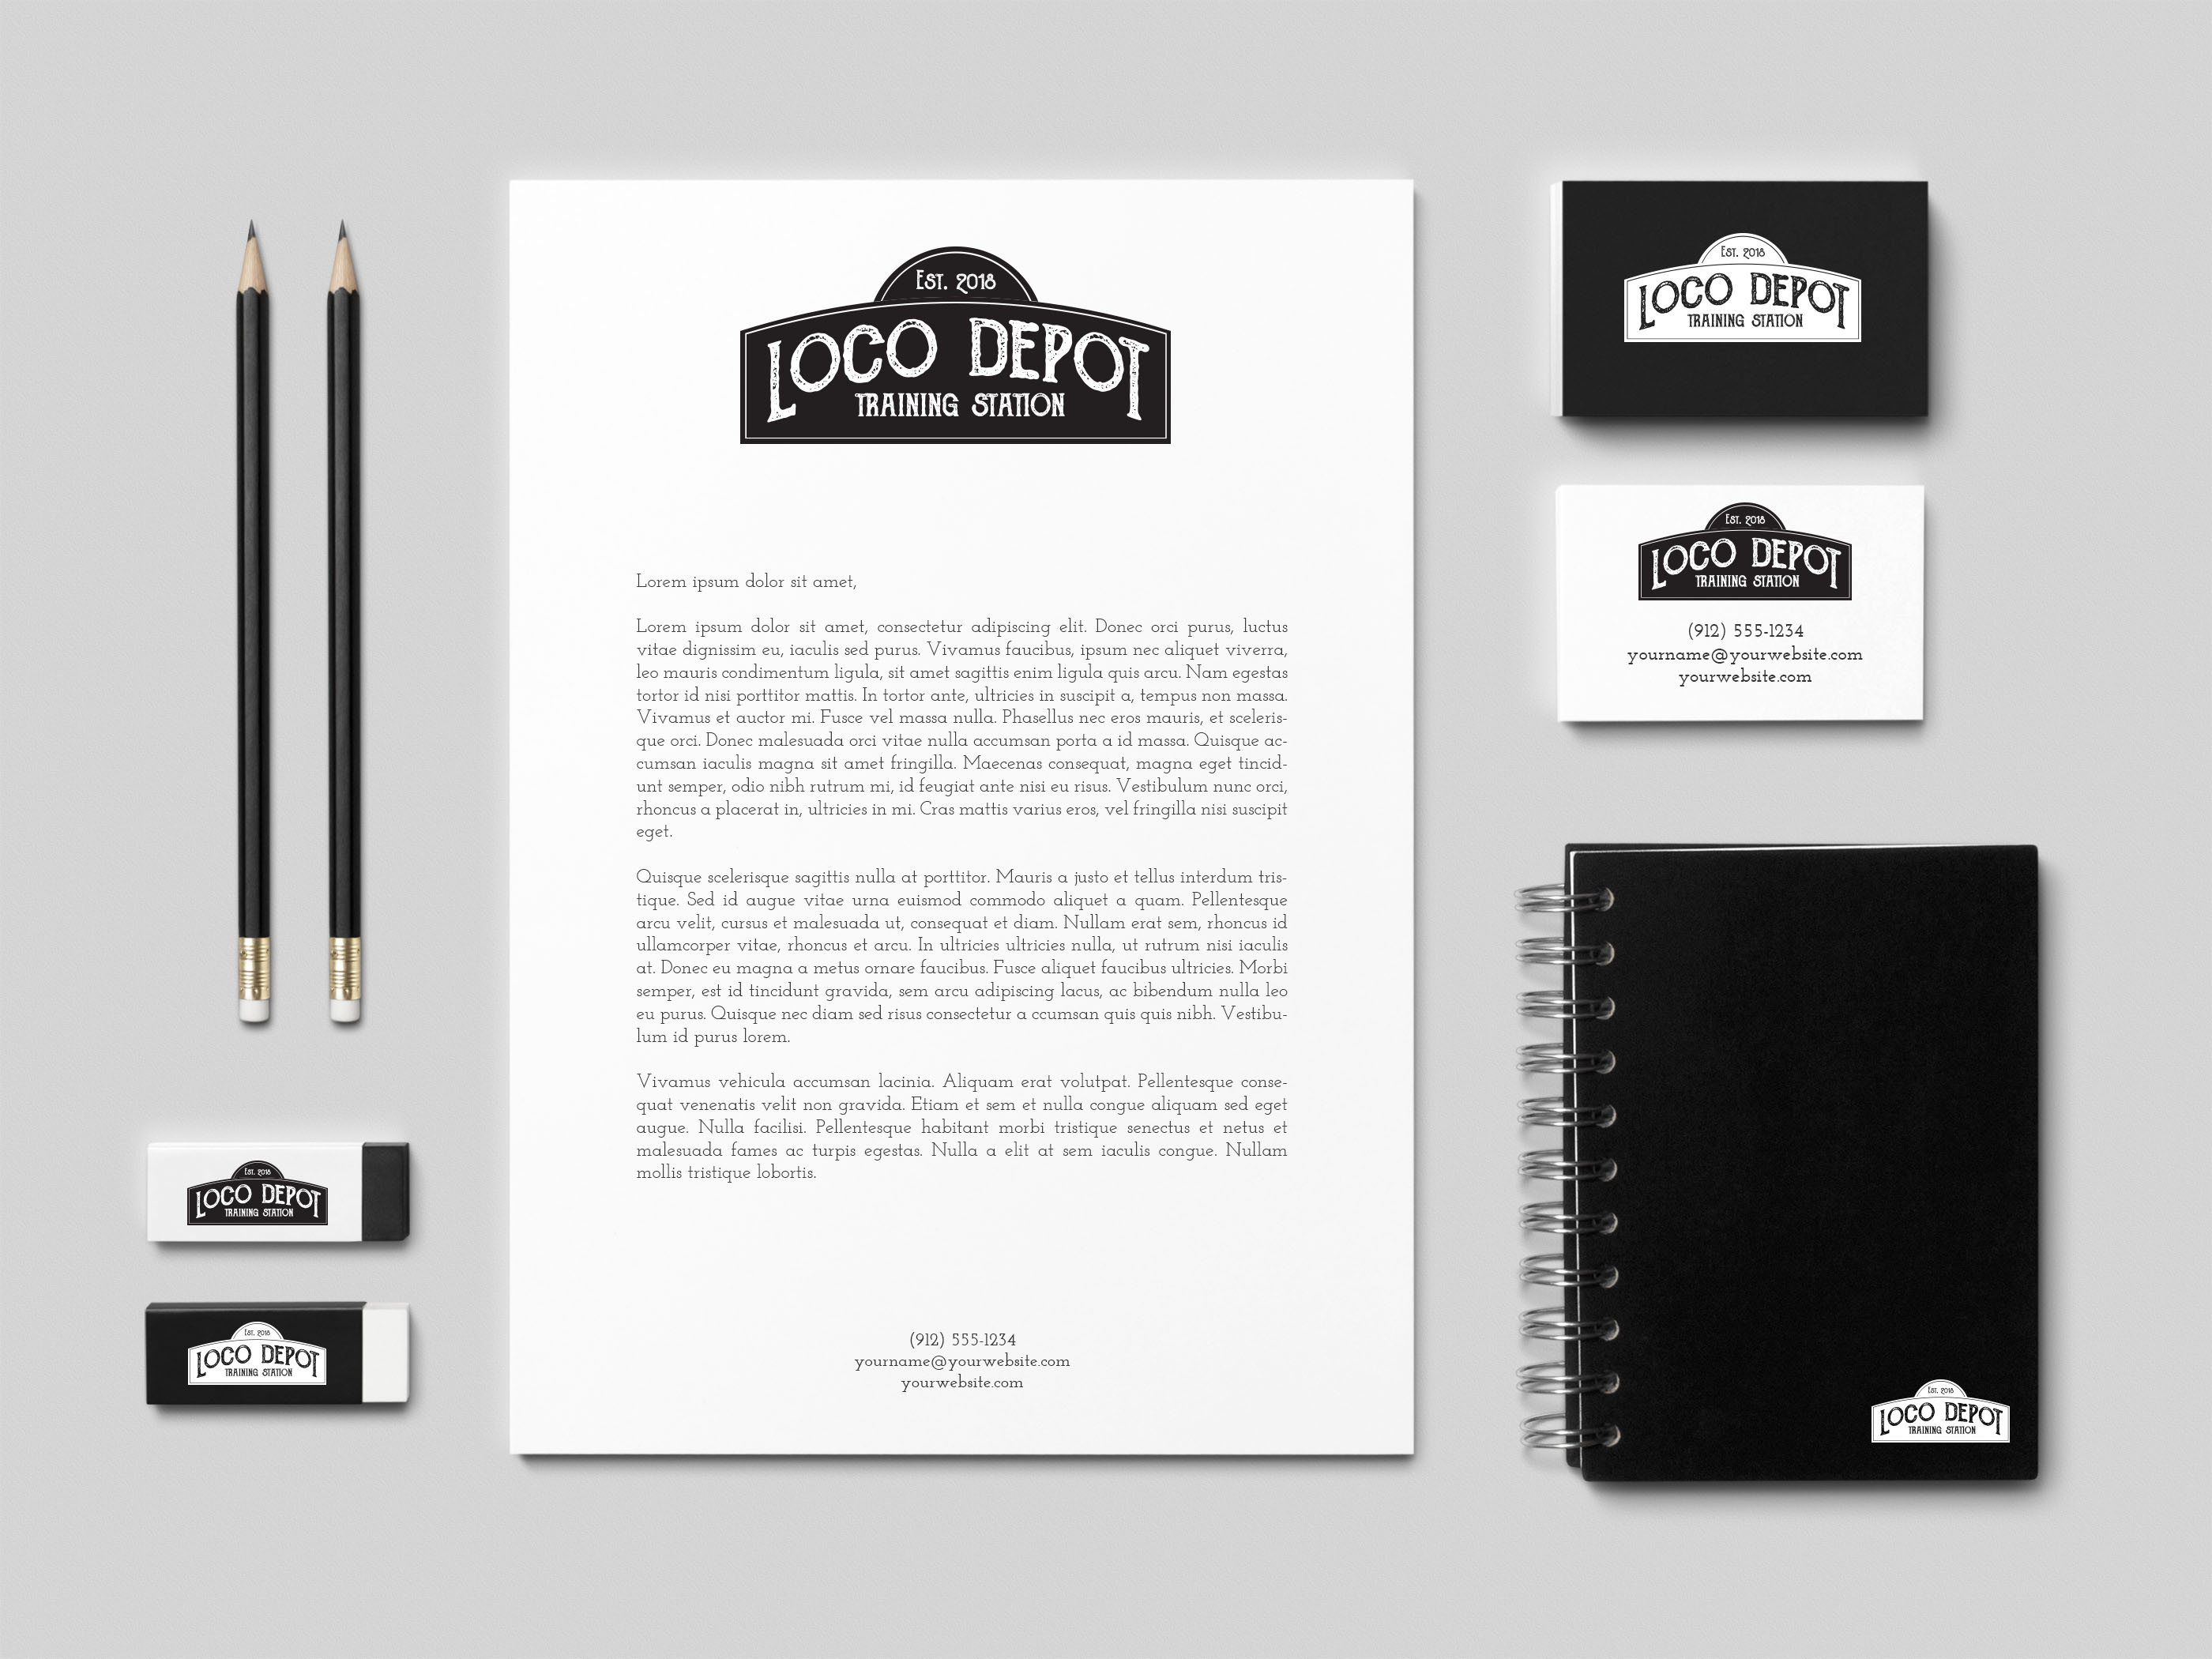 Est. 2018
LOCO DEPOT
TRAINING STATION
Lorem ipsum dolor sit amet,
Lorem ipsum dolor sit amet, consectetur adipiscing elit. Donec orci purus, luctus
vitae dignissim eu, iaculis sed purus. Vivamus faucibus, ipsum nec aliquet viverra,
leo mauris condimentum ligula, sit amet sagittis enim ligula quis arcu. Nam egestas
tortor id nisi porttitor mattis. In tortor ante, ultricies in suscipit a, tempus non massa.
Vivamus et auctor mi. Fusce vel massa nulla. Phasellus nec eros mauris, et sceleris-
que orci. Donec malesuada orci vitae nulla accumsan porta a id massa. Quisque ac-
cumsan iaculis magna sit amet fringilla. Maecenas consequat, magna eget tincid-
unt semper, odio nibh rutrum mi, id feugiat ante nisi eu risus. Vestibulum nunc orci,
rhoncus a placerat in, ultricies in mi. Cras mattis varius eros, vel fringilla nisi suscipit
eget.
Quisque scelerisque sagittis nulla at porttitor. Mauris a justo et tellus interdum tris-
tique. Sed id augue vitae urna euismod commodo aliquet a quam. Pellentesque
arcu velit, cursus et malesuada ut, consequat et diam. Nullam erat sem, rhoncus id
ullamcorper vitae, rhoncus et arcu. In ultricies ultricies nulla, ut rutrum nisi iaculis
at. Donec eu magna a metus ornare faucibus. Fusce aliquet faucibus ultricies. Morbi
semper, est id tincidunt gravida, sem arcu adipiscing lacus, ac bibendum nulla leo
eu purus. Quisque nec diam sed risus consectetur a ccumsan quis quis nibh. Vestibu-
lum id purus lorem.
Vivamus vehicula accumsan lacinia. Aliquam erat volutpat. Pellentesque conse-
quat venenatis velit non gravida. Etiam et sem et nulla congue aliquam sed eget
augue. Nulla facilisi. Pellentesque habitant morbi tristique senectus et netus et
malesuada fames ac turpis egestas. Nulla a elit at sem iaculis congue. Nullam
mollis tristique lobortis.
(912) 555-1234
yourname@yourwebsite.com
yourwebsite.com
Est. 2018
LOCO DEPOT
TRAINING STATION
Est. 2018
LOCO DEPOT
TRAINING STATION
(912) 555-1234
yourname@yourwebsite.com
yourwebsite.com
Est. 2018
LOCO DEPOT
TRAINING STATION
Est. 2018
LOCO DEPOT
TRAINING STATION
Est. 2018
LOCO DEPOT
TRAINING STATION